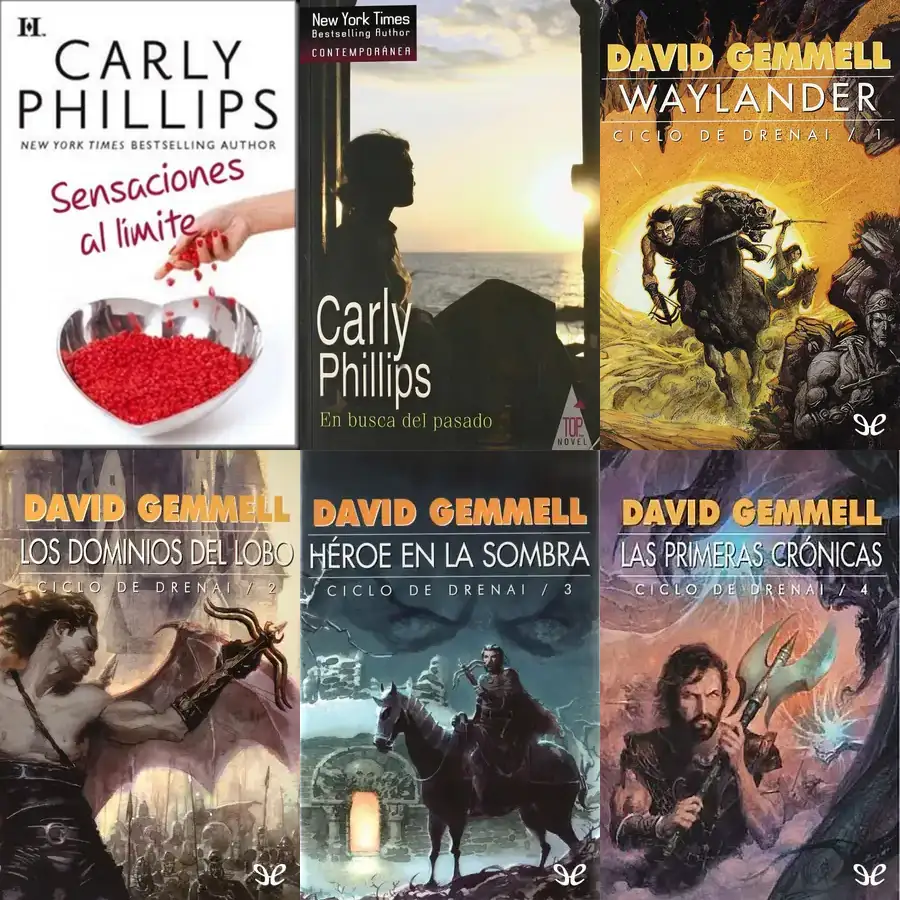 H.
CARLY
PHILLIPS
NEW YORK TIMES BESTSELLING AUTHOR
Sensaciones
al límite
New York Times
Bestselling Author
CONTEMPORÁNEA
Carly
Phillips
En busca del pasado
TOP
NOVEL
DAVID GEMMELL
WAYLANDER
CICLO DE DRENAI / 1
DAVID GEMMELL
LOS DOMINIOS DEL LOBO
CICLO DE DRENAI / 2
DAVID GEMMELL
HÉROE EN LA SOMBRA
CICLO DE DRENAI / 3
DAVID GEMMELL
LAS PRIMERAS CRÓNICAS
CICLO DE DRENAI / 4